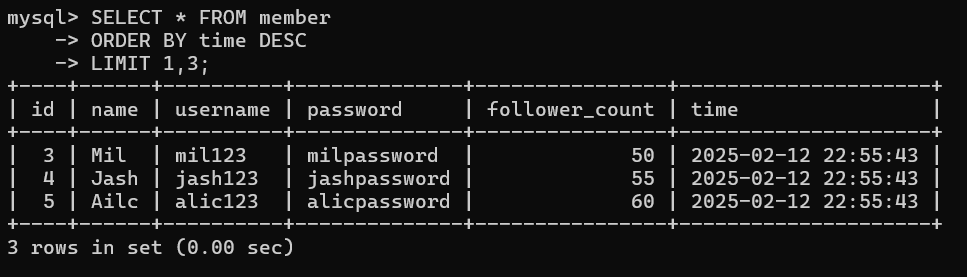 mysql> SELECT * FROM member
    -> ORDER BY time DESC
    -> LIMIT 1,3;
+----+------+----------+--------------+----------------+---------------------+
| id | name | username | password     | follower_count | time                |
+----+------+----------+--------------+----------------+---------------------+
|  3 | Mil  | mil123   | milpassword  |             50 | 2025-02-12 22:55:43 |
|  4 | Jash | jash123  | jashpassword |             55 | 2025-02-12 22:55:43 |
|  5 | Ailc | alic123  | alicpassword |             60 | 2025-02-12 22:55:43 |
+----+------+----------+--------------+----------------+---------------------+
3 rows in set (0.00 sec)